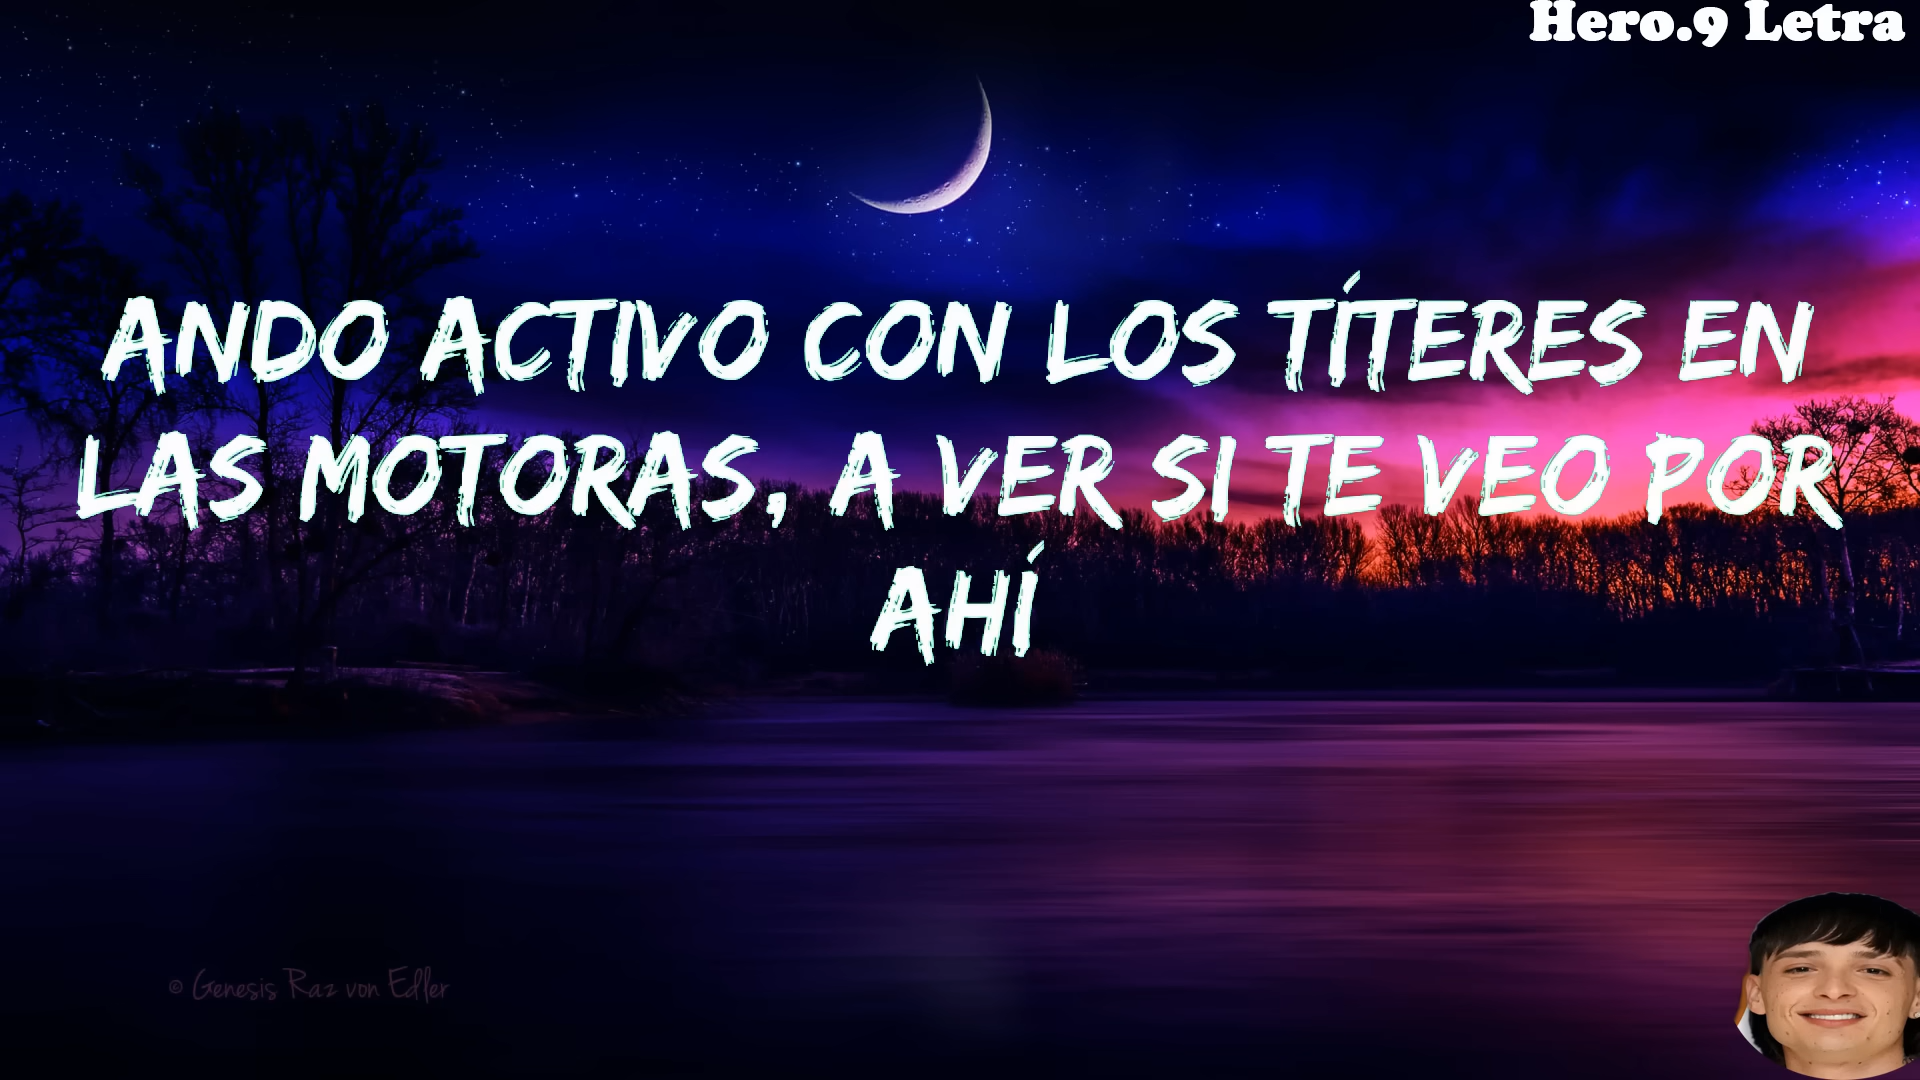 Hero.9 Letra
ANDO ACTIVO CON LOS TÍTERES EN
LAS MOTORAS, A VER SI TE VEO POR
AHÍ
© Genesis Raz von Edler